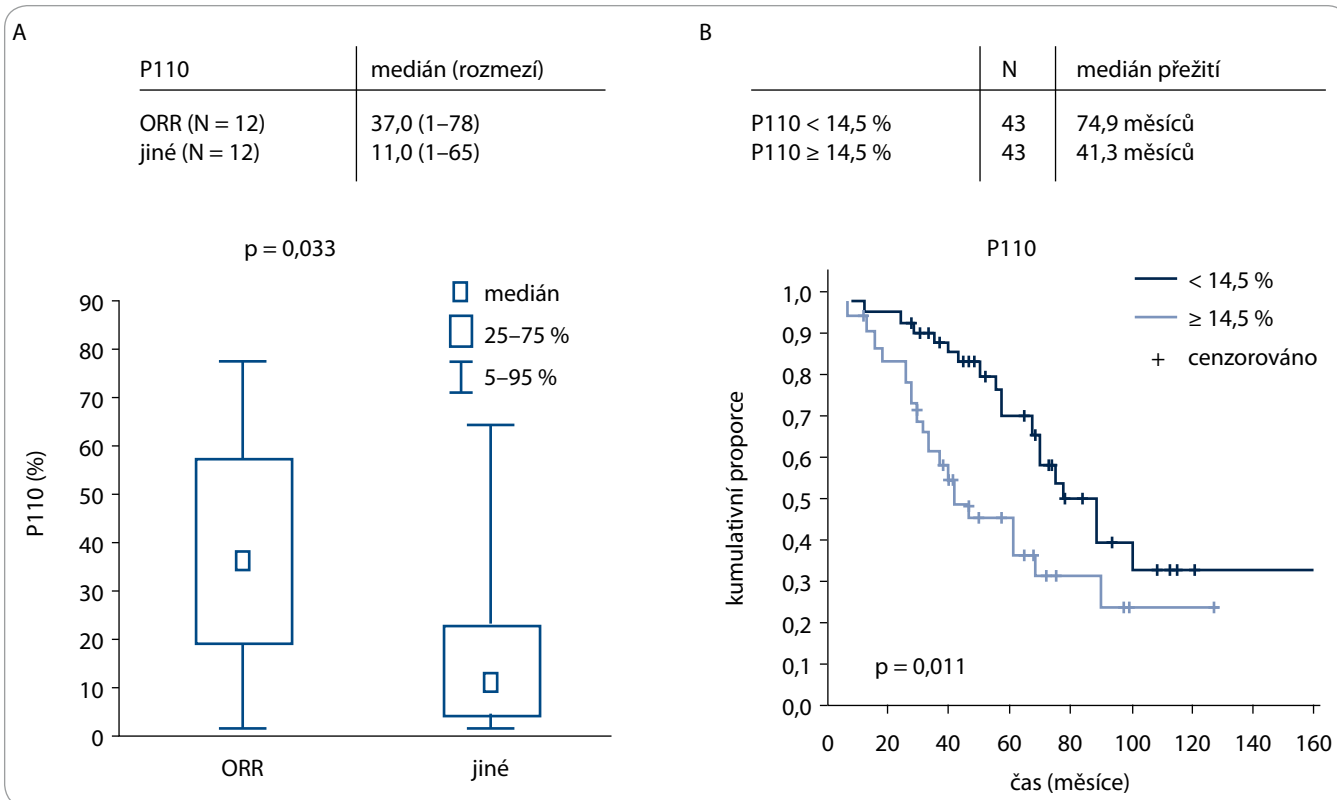 A
P110 medián (rozmezí)
ORR (N = 12) 37,0 (1–78)
jiné (N = 12) 11,0 (1–65)
p = 0,033
medián
25–75 %
5–95 %
90
80
70
60
50
40
30
20
10
0
P110 (%)
ORR jiné
B
N medián přežití
P110 < 14,5 % 43 74,9 měsíců
P110 ≥ 14,5 % 43 41,3 měsíců
P110
< 14,5 %
≥ 14,5 %
+ cenzorováno
1,0
0,9
0,8
0,7
0,6
0,5
0,4
0,3
0,2
0,1
0,0
kumulativní proporce
p = 0,011
0 20 40 60 80 100 120 140 160
čas (měsíce)